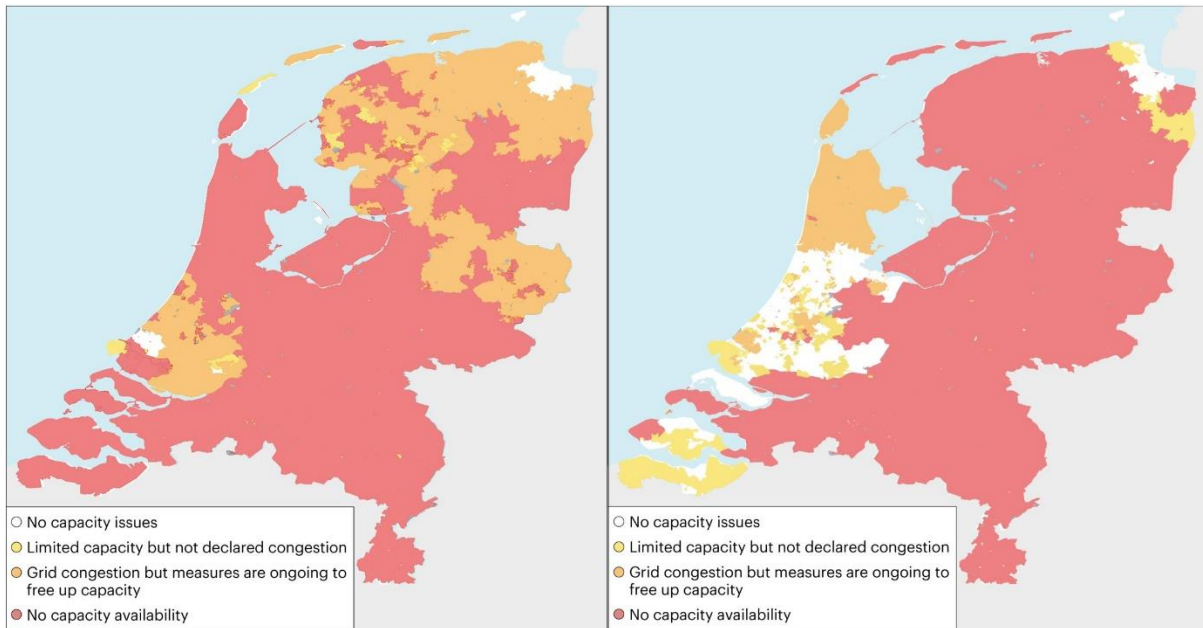 No capacity issues
Limited capacity but not declared congestion
Grid congestion but measures are ongoing to
free up capacity
No capacity availability
No capacity issues
Limited capacity but not declared congestion
Grid congestion but measures are ongoing to
free up capacity
No capacity availability